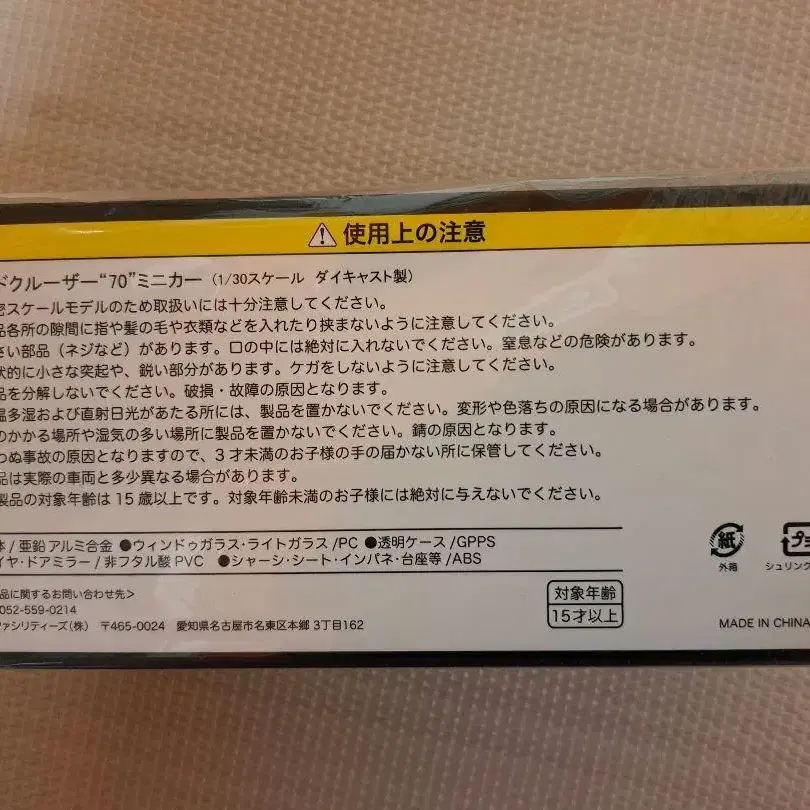 使用上の注意
ドクルーザー“70”ミニカー（1/30スケール ダイキャスト製）
密スケールモデルのため取扱いには十分注意してください。
品各所の隙間に指や髪の毛や衣類などを入れたり挟まないように注意してください。
さい部品（ネジなど）があります。口の中には絶対に入れないでください。窒息などの危険があります。
状的に小さな突起や、鋭い部分があります。ケガをしないように注意してください。
品を分解しないでください。破損・故障の原因となります。
温多湿および直射日光があたる所には、製品を置かないでください。変形や色落ちの原因になる場合があります。
のかかる場所や湿気の多い場所に製品を置かないでください。錆の原因となります。
わぬ事故の原因となりますので、3才未満のお子様の手の届かない所に保管してください。
品は実際の車両と多少異なる場合があります。
製品の対象年齢は15歳以上です。対象年齢未満のお子様には絶対に与えないでください。
体/亜鉛アルミ合金 ●ウィンドゥガラス・ライトガラス/PC ●透明ケース/GPPS
イヤ・ドアミラー/非フタル酸PVC ●シャーシ・シート・インパネ・台座等/ABS
紙
外箱
プ
シュリンク
品に関するお問い合わせ先>
052-559-0214
ファシリティーズ（株） 〒465-0024 愛知県名古屋市名東区本郷3丁目162
対象年齢
15才以上
MADE IN CHINA